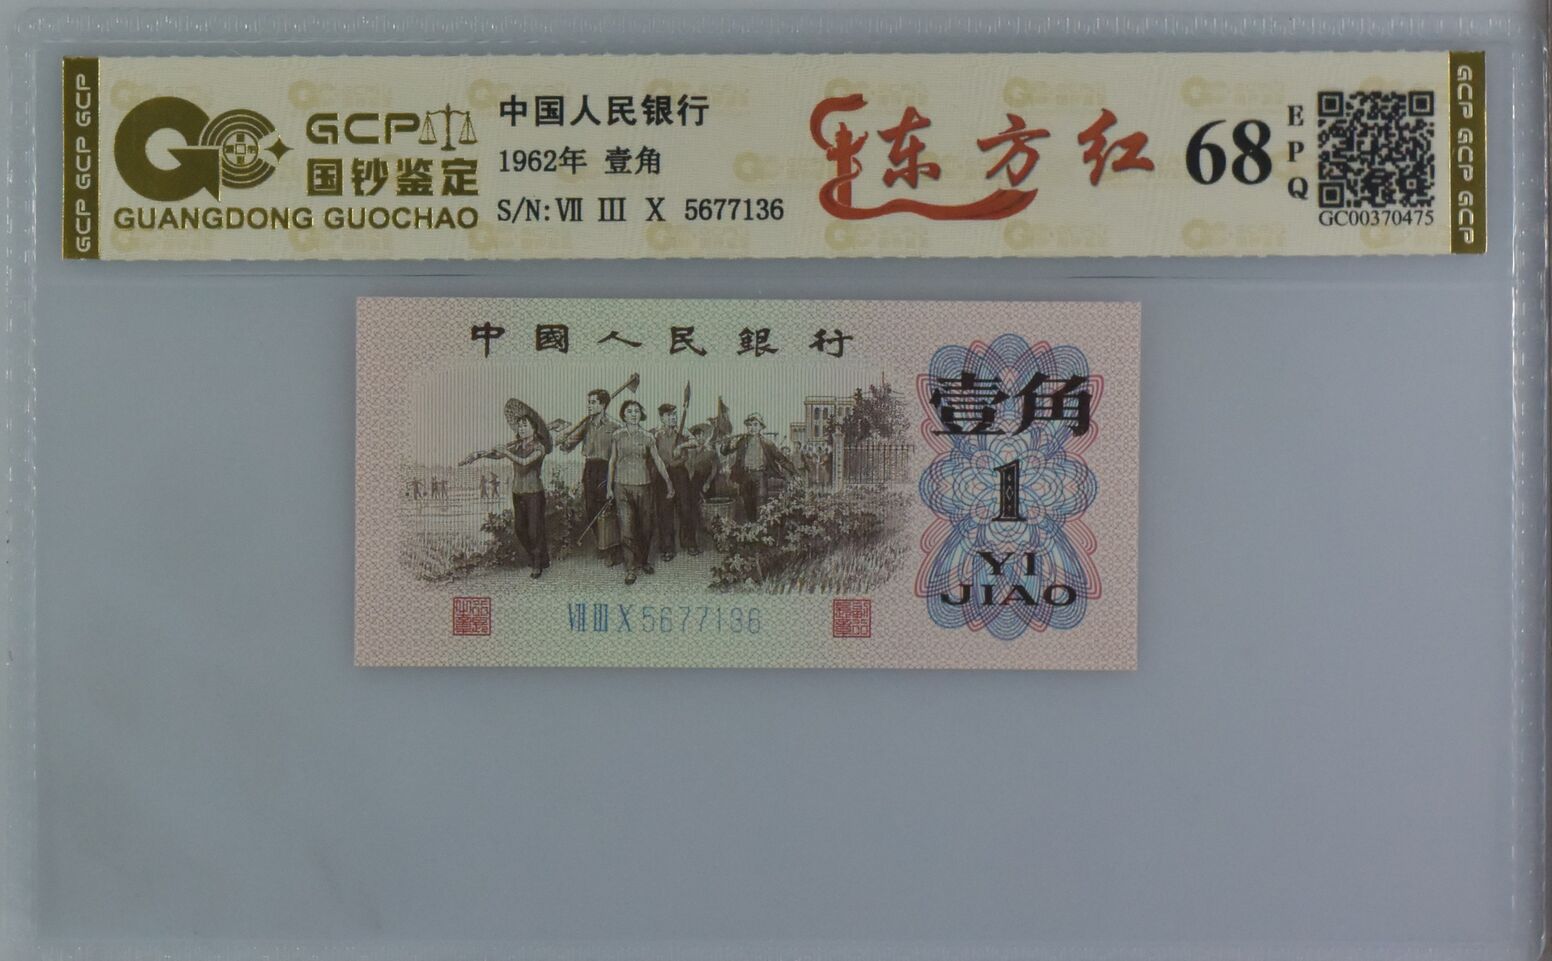 GCP GCP GCP
GCP
国钞鉴定
GUANGDONG GUOCHAO
中国人民银行
1962年 壹角
S/N: Ⅶ Ⅲ Ⅹ 5677136
东方红
68
EPQ
GC00370475
GCP GCP GCP
中國人民銀行
壹角
1
YI
JIAO
Ⅶ Ⅲ Ⅹ 5677136